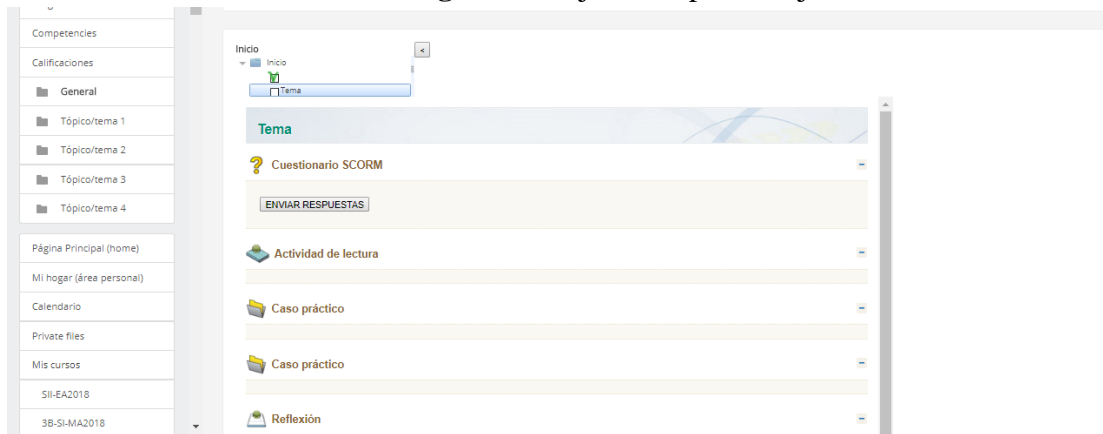 Competencies
Calificaciones
General
Tópico/tema 1
Tópico/tema 2
Tópico/tema 3
Tópico/tema 4
Página Principal (home)
Mi hogar (área personal)
Calendario
Private files
Mis cursos
SII-EA2018
3B-SI-MA2018
Inicio
<
Inicio
Tema
Tema
Cuestionario SCORM
ENVIAR RESPUESTAS
Actividad de lectura
Caso práctico
Caso práctico
Reflexión